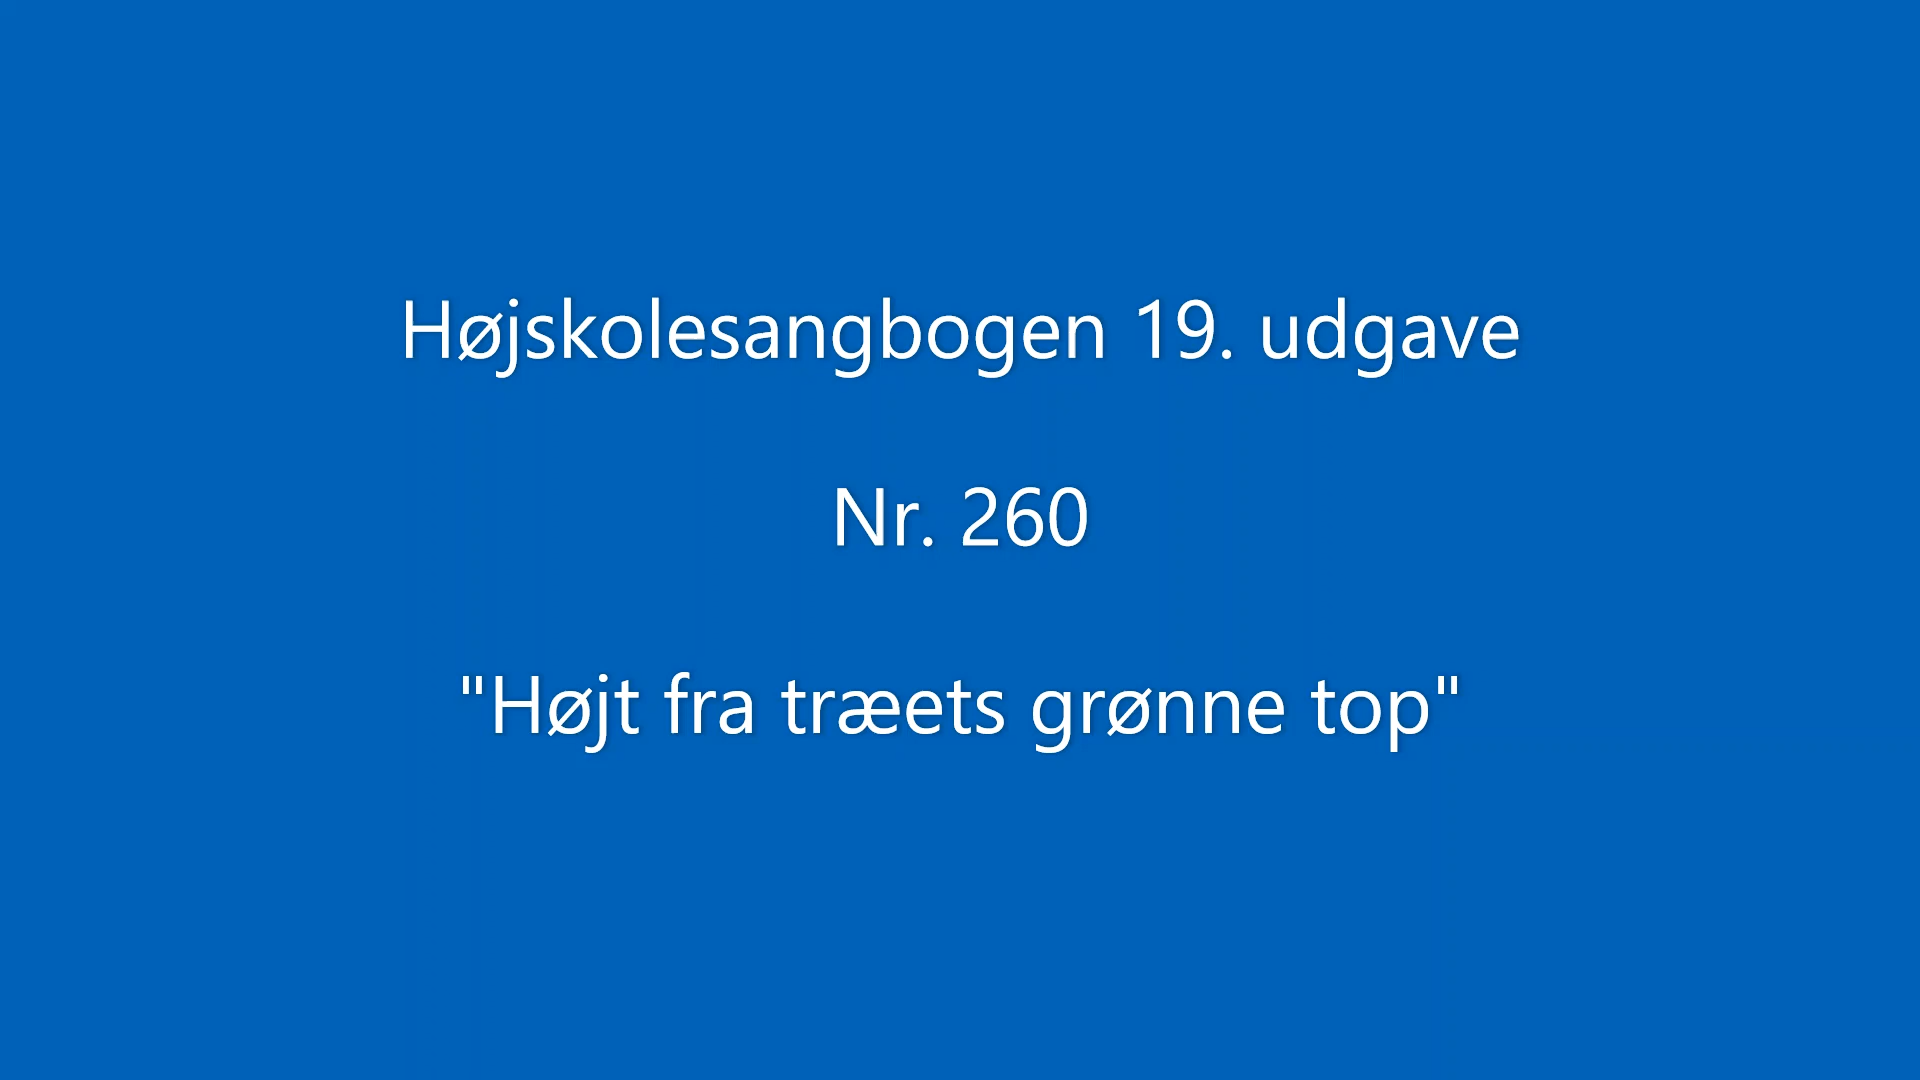 Højskolesangbogen 19. udgave
Nr. 260
"Højt fra træets grønne top"